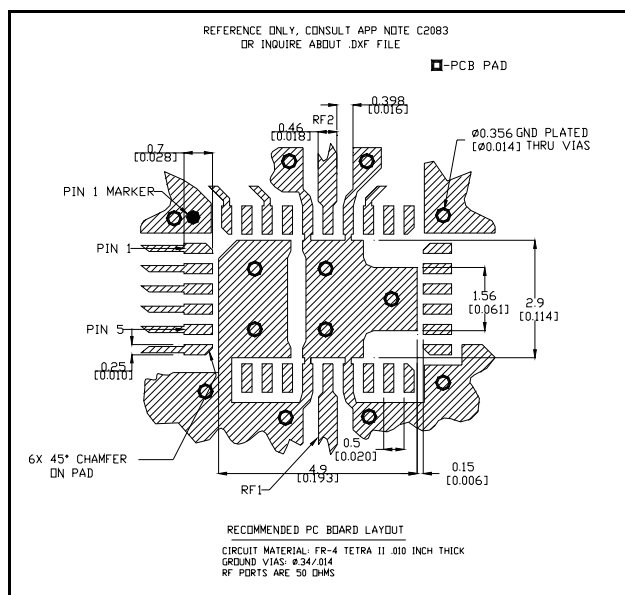 REFERENCE ONLY, CONSULT APP NOTE C2083
OR INQUIRE ABOUT .DXF FILE
-PCB PAD
0.398
[0.016]
RF2
0.46
[0.018]
0.7
[0.028]
Ø0.356 GND PLATED
[Ø0.014] THRU VIAS
PIN 1 MARKER
PIN 1
1.56
[0.061]
2.9
[0.114]
PIN 5
0.25
[0.010]
0.5
[0.020]
6X 45° CHAMFER
ON PAD
4.9
[0.193]
0.15
[0.006]
RF1
RECOMMENDED PC BOARD LAYOUT
CIRCUIT MATERIAL: FR-4 TETRA II .010 INCH THICK
GROUND VIAS: Ø.34/.014
RF PORTS ARE 50 OHMS